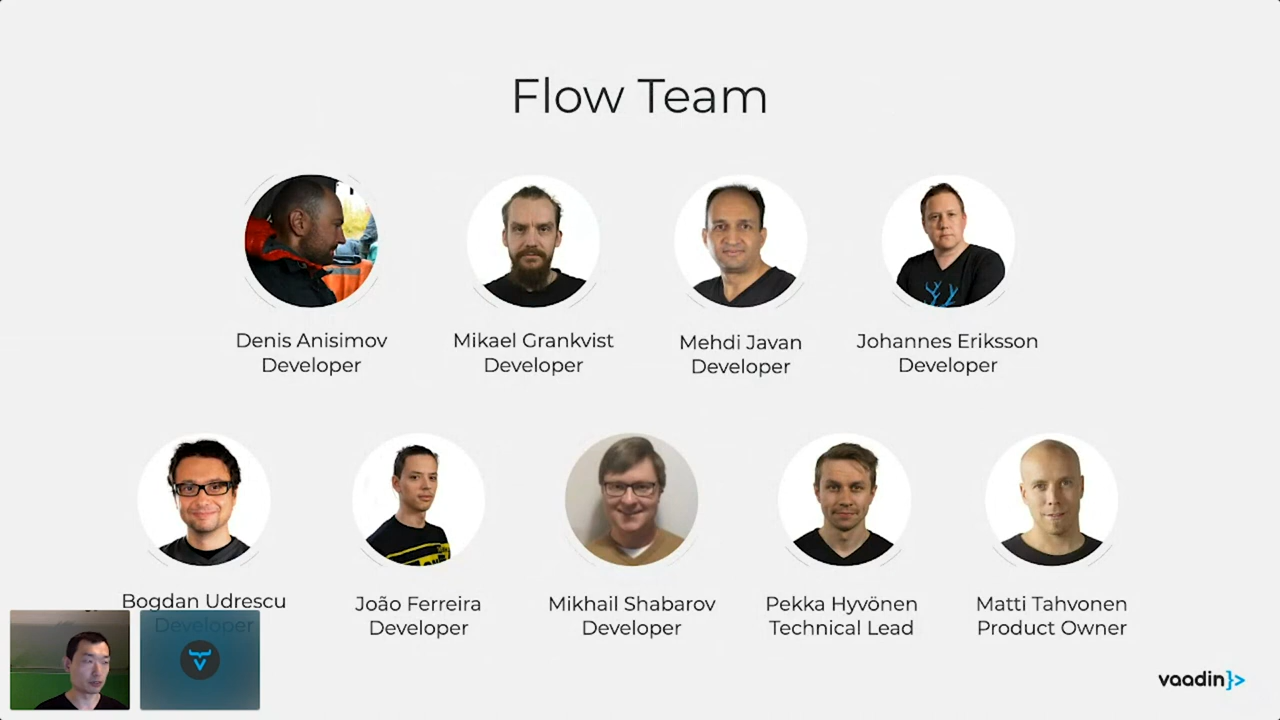 Flow Team
Denis Anisimov
Developer
Mikael Grankvist
Developer
Mehdi Javan
Developer
Johannes Eriksson
Developer
Bogdan Udrescu
Developer
João Ferreira
Developer
Mikhail Shabarov
Developer
Pekka Hyvönen
Technical Lead
Matti Tahvonen
Product Owner
vaadin}>